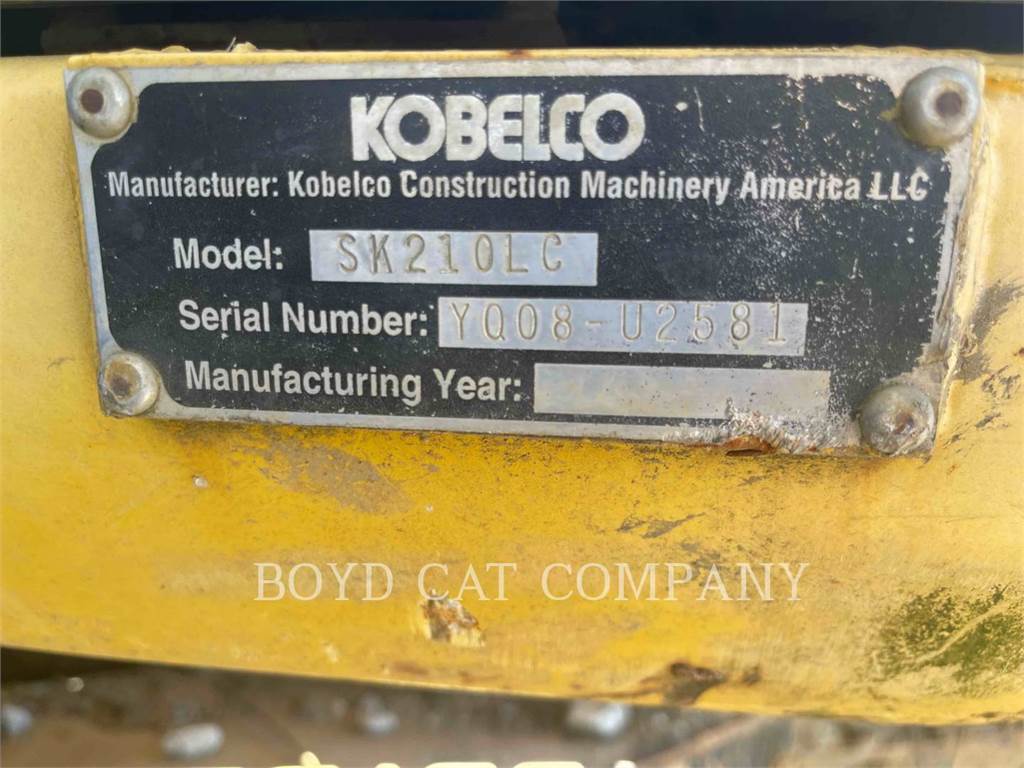 KOBELCO
Manufacturer: Kobelco Construction Machinery America LLC
Model: SK210LC
Serial Number: YQ08-U2581
Manufacturing Year:
BOYD CAT COMPANY